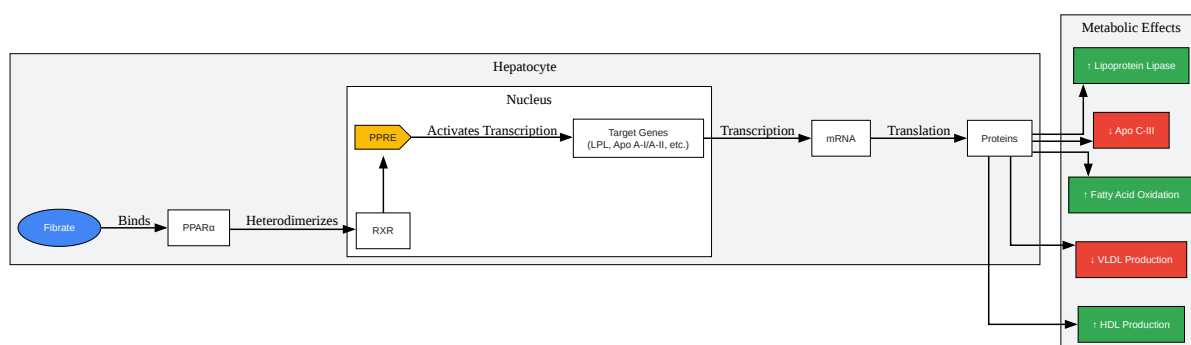 Metabolic Effects
Hepatocyte
Nucleus
Fibrate
Binds
PPARα
Heterodimerizes
RXR
PPRE
Activates Transcription
Target Genes
(LPL, Apo A-I/A-II, etc.)
Transcription
mRNA
Translation
Proteins
↑ Lipoprotein Lipase
↓ Apo C-III
↑ Fatty Acid Oxidation
↓ VLDL Production
↑ HDL Production